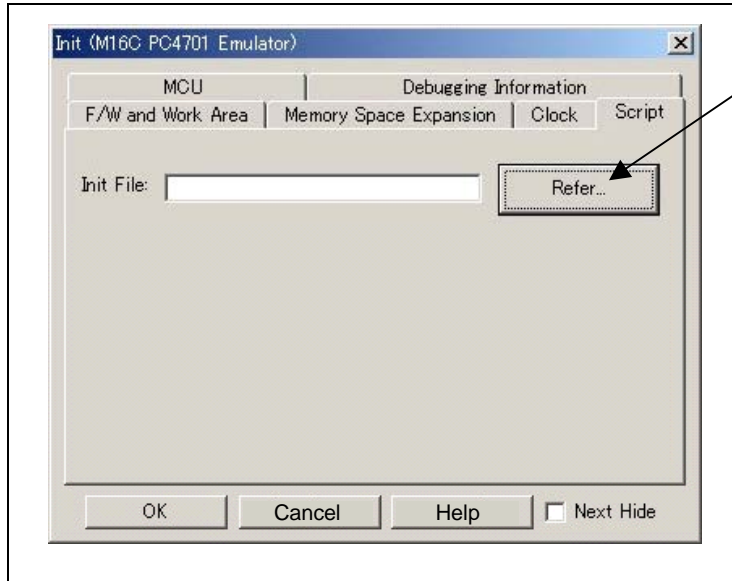 Init (M16C PC4701 Emulator)
MCU Debugging Information
F/W and Work Area Memory Space Expansion Clock Script
Init File: Refer...
OK Cancel Help Next Hide